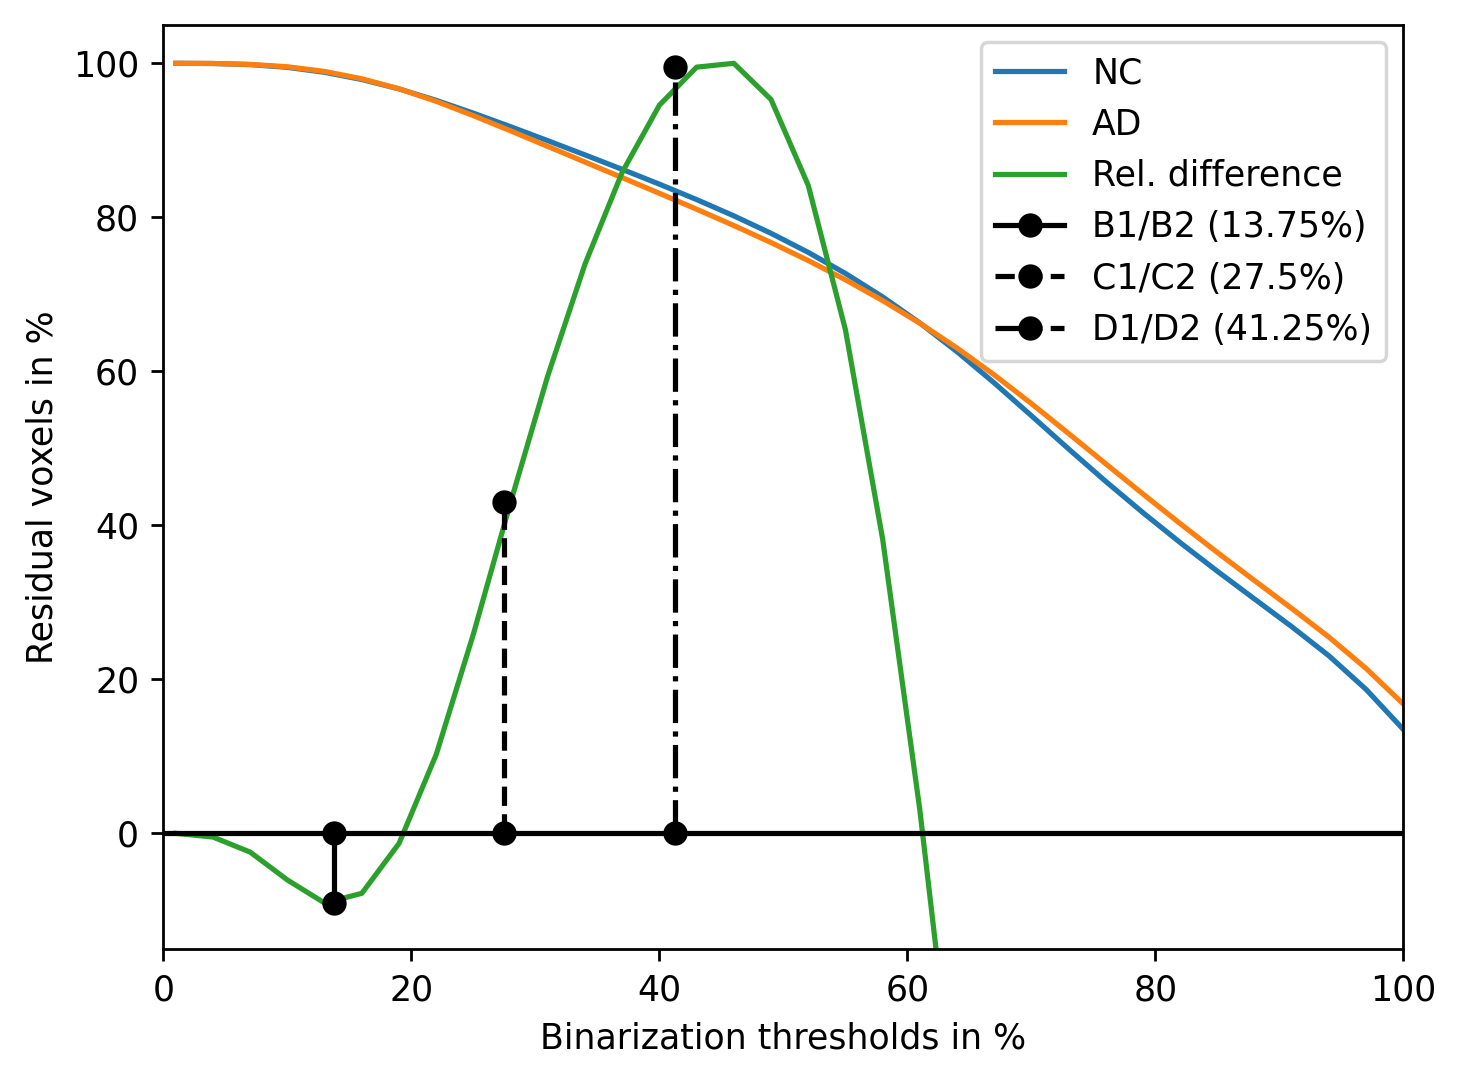 NC
AD
Rel. difference
B1/B2 (13.75%)
C1/C2 (27.5%)
D1/D2 (41.25%)
Residual voxels in %
100
80
60
40
20
0
0 20 40 60 80 100
Binarization thresholds in %